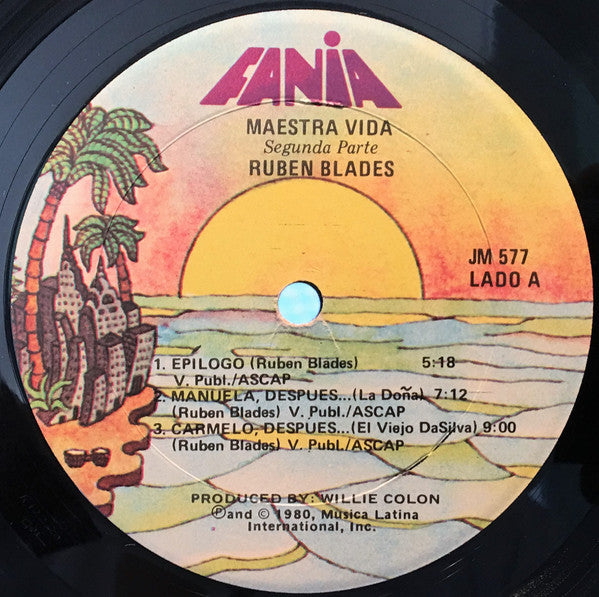 FANIA
MAESTRA VIDA
Segunda Parte
RUBEN BLADES
JM 577
LADO A
1. EPILOGO (Ruben Blades) 5:18
V. Publ./ASCAP
2. MANUELA, DESPUES...(La Doña) 7:12
(Ruben Blades) V. Publ./ASCAP
3. CARMELO, DESPUES...(El Viejo DaSilva) 9:00
(Ruben Blades) V. Publ./ASCAP
PRODUCED BY: WILLIE COLON
℗and © 1980, Musica Latina
International, Inc.